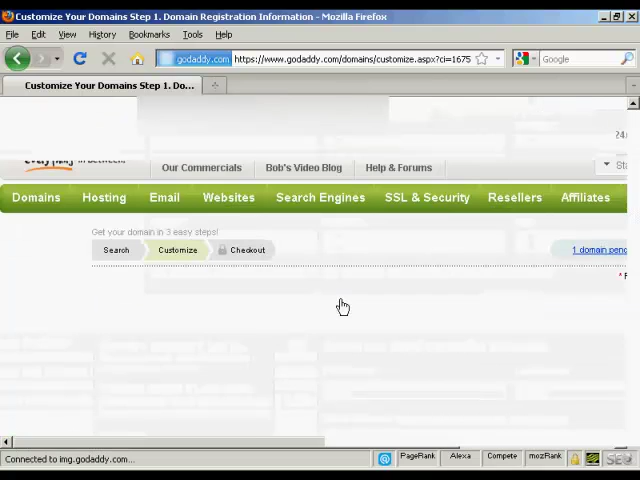 Customize Your Domains Step 1. Domain Registration Information - Mozilla Firefox
File Edit View History Bookmarks Tools Help
godaddy.com https://www.godaddy.com/domains/customize.aspx?ci=1675 Google
Customize Your Domains Step 1. Do...
24/
in Between.
Our Commercials Bob's Video Blog Help & Forums
Domains Hosting Email Websites Search Engines SSL & Security Resellers Affiliates
Get your domain in 3 easy steps!
Search Customize Checkout 1 domain pend
Connected to img.godaddy.com... PageRank Alexa Compete mozRank